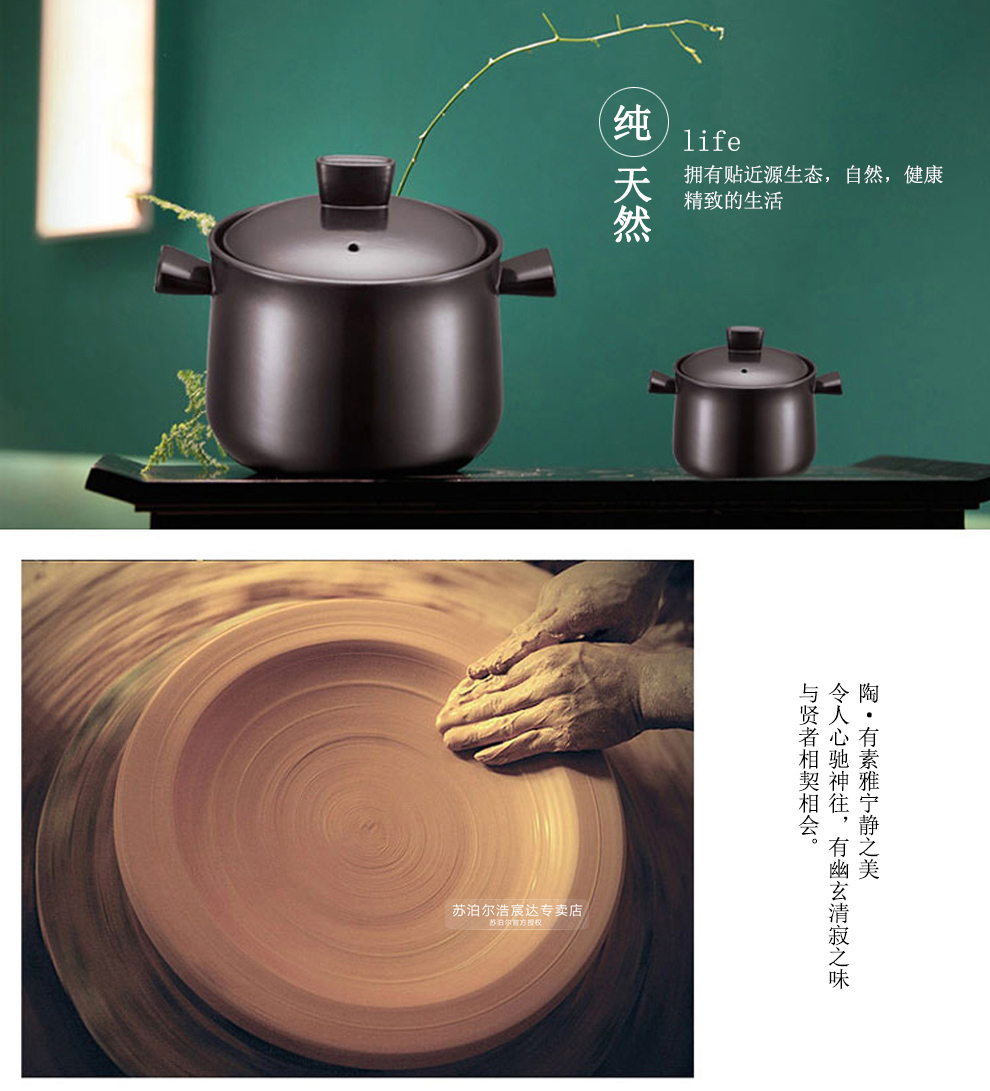 纯天然
life
拥有贴近源生态，自然，健康
精致的生活
陶·有素雅宁静之美
令人心驰神往，有幽玄清寂之味
与贤者相契相会。
苏泊尔浩宸达专卖店
苏泊尔官方授权